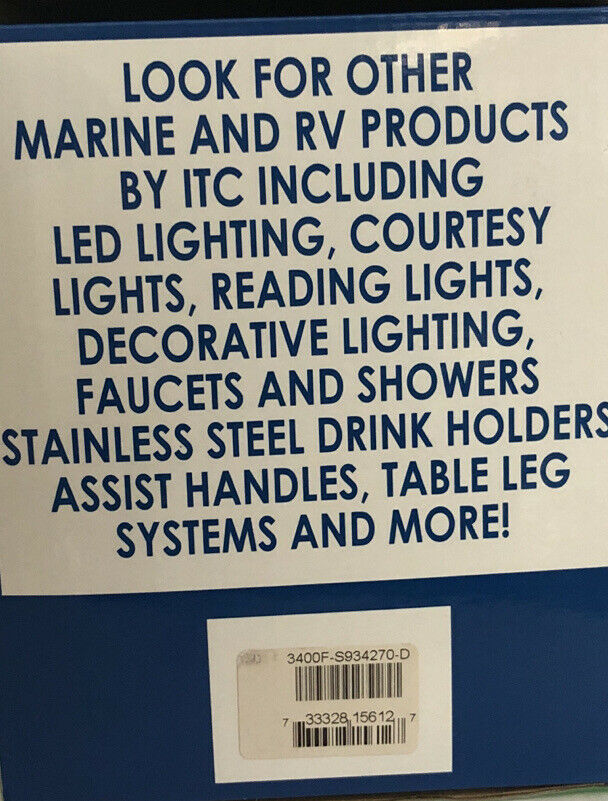 LOOK FOR OTHER
MARINE AND RV PRODUCTS
BY ITC INCLUDING
LED LIGHTING, COURTESY
LIGHTS, READING LIGHTS,
DECORATIVE LIGHTING,
FAUCETS AND SHOWERS
STAINLESS STEEL DRINK HOLDERS
ASSIST HANDLES, TABLE LEG
SYSTEMS AND MORE!
3400F-S934270-D
7 33328 15612 7